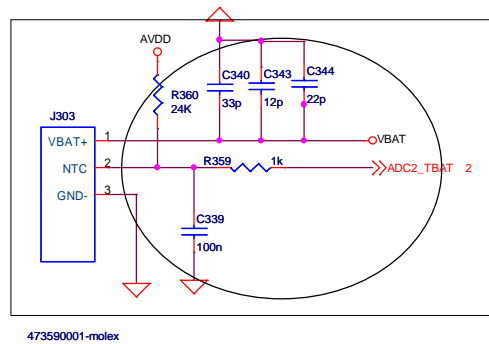 AVDD
C340
33p
C343
12p
C344
22p
R360
24K
J303
VBAT+
1
VBAT
NTC
2
R359
1k
ADC2_TBAT 2
GND-
3
C339
100n
473590001-molex